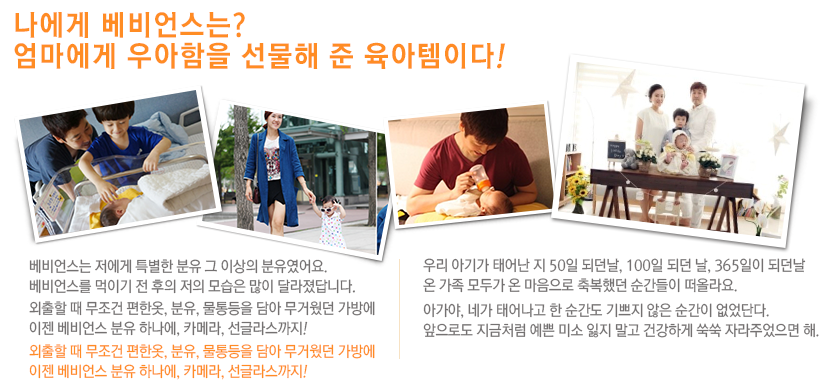 나에게 베비언스는?
엄마에게 우아함을 선물해 준 육아템이다!
베비언스는 저에게 특별한 분유 그 이상의 분유였어요.
베비언스를 먹이기 전 후의 저의 모습은 많이 달라졌답니다.
외출할 때 무조건 편한옷, 분유, 물통등을 담아 무거웠던 가방에
이젠 베비언스 분유 하나에, 카메라, 선글라스까지!
외출할 때 무조건 편한옷, 분유, 물통등을 담아 무거웠던 가방에
이젠 베비언스 분유 하나에, 카메라, 선글라스까지!
우리 아기가 태어난 지 50일 되던날, 100일 되던 날, 365일이 되던날
온 가족 모두가 온 마음으로 축복했던 순간들이 떠올라요.
아가야, 네가 태어나고 한 순간도 기쁘지 않은 순간이 없었단다.
앞으로도 지금처럼 예쁜 미소 잃지 말고 건강하게 쑥쑥 자라주었으면 해.